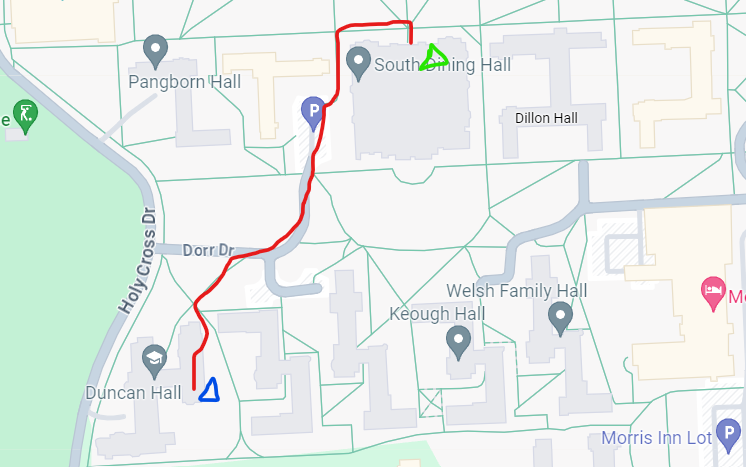 South Dining Hall
Pangborn Hall
P
e
Dillon Hall
Holy Cross Dr
Dorr Dr
Welsh Family Hall
Mo
Keough Hall
Duncan Hall
Morris Inn Lot
P